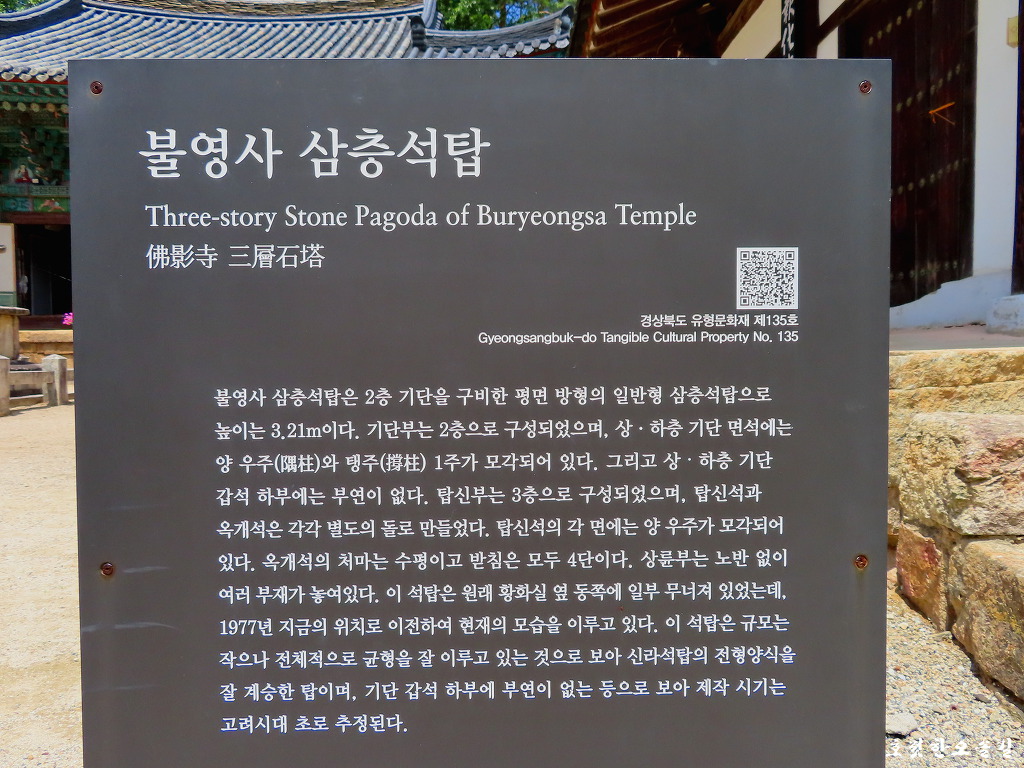 불영사 삼층석탑
Three-story Stone Pagoda of Buryeongsa Temple
佛影寺 三層石塔
경상북도 유형문화재 제135호
Gyeongsangbuk-do Tangible Cultural Property No. 135
불영사 삼층석탑은 2층 기단을 구비한 평면 방형의 일반형 삼층석탑으로
높이는 3.21m이다. 기단부는 2층으로 구성되었으며, 상·하층 기단 면석에는
양 우주(隅柱)와 탱주(撐柱) 1주가 모각되어 있다. 그리고 상·하층 기단
갑석 하부에는 부연이 없다. 탑신부는 3층으로 구성되었으며, 탑신석과
옥개석은 각각 별도의 돌로 만들었다. 탑신석의 각 면에는 양 우주가 모각되어
있다. 옥개석의 처마는 수평이고 받침은 모두 4단이다. 상륜부는 노반 없이
여러 부재가 놓여있다. 이 석탑은 원래 황화실 옆 동쪽에 일부 무너져 있었는데,
1977년 지금의 위치로 이전하여 현재의 모습을 이루고 있다. 이 석탑은 규모는
작으나 전체적으로 균형을 잘 이루고 있는 것으로 보아 신라석탑의 전형양식을
잘 계승한 탑이며, 기단 갑석 하부에 부연이 없는 등으로 보아 제작 시기는
고려시대 초로 추정된다.